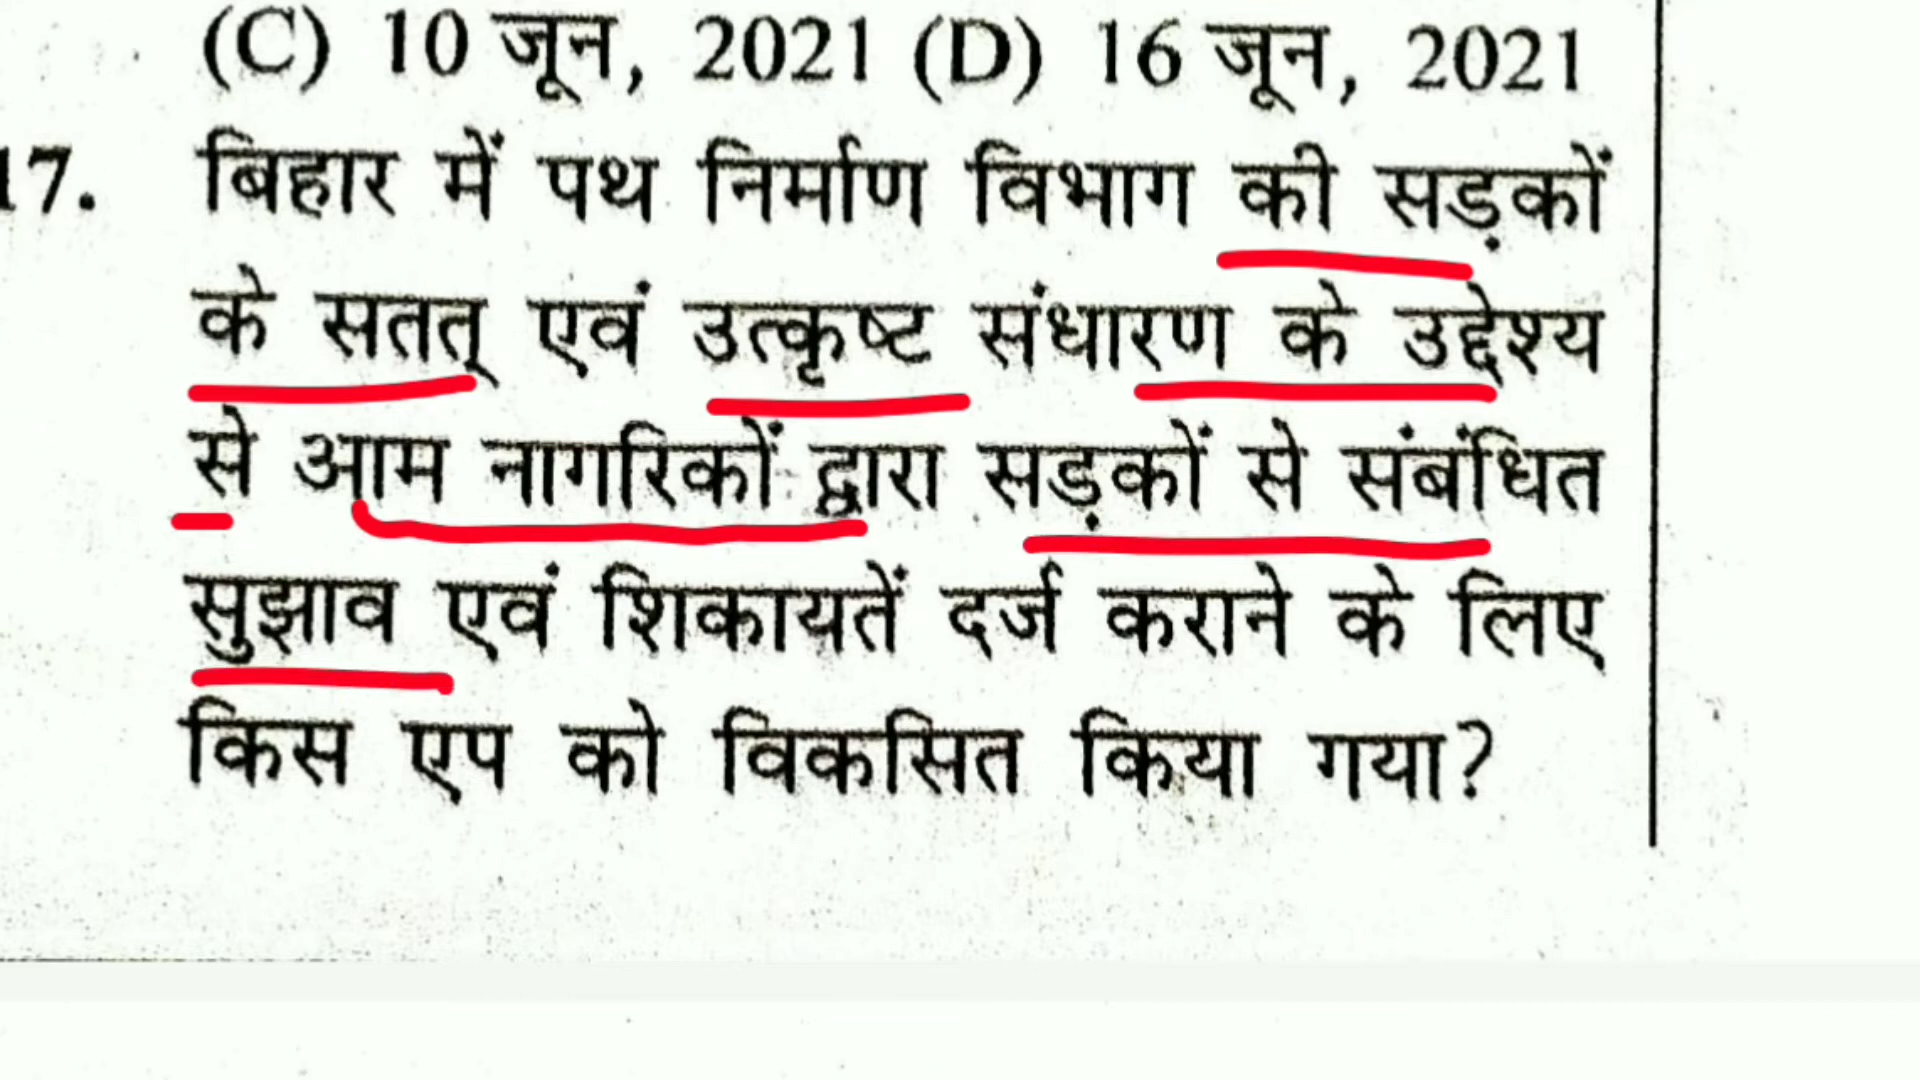 (C) 10 जून, 2021 (D) 16 जून, 2021
17. बिहार में पथ निर्माण विभाग की सड़कों
के सतत् एवं उत्कृष्ट संधारण के उद्देश्य
से आम नागरिकों द्वारा सड़कों से संबंधित
सुझाव एवं शिकायतें दर्ज कराने के लिए
किस एप को विकसित किया गया?